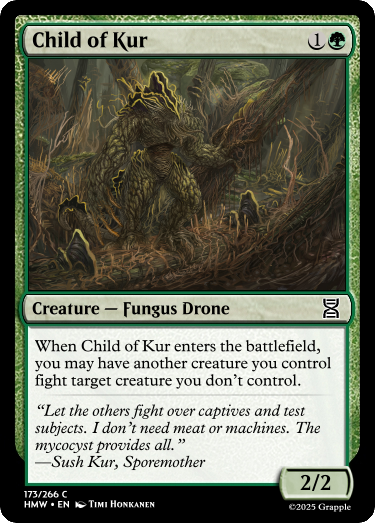 Child of Kur
1
Creature — Fungus Drone
When Child of Kur enters the battlefield,
you may have another creature you control
fight target creature you don't control.
“Let the others fight over captives and test
subjects. I don't need meat or machines. The
mycocyst provides all.”
—Sush Kur, Sporemother
2/2
173/266 C
HMW • EN Timi Honkanen
©2025 Grapple